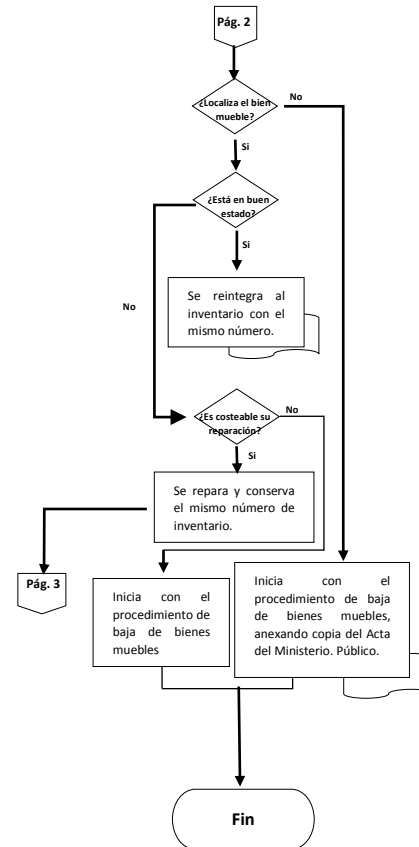 Pág. 2
¿Localiza el bien
mueble?
No
Si
¿Está en buen
estado?
Si
No
Se reintegra al
inventario con el
mismo número.
¿Es costeable su
reparación?
No
Si
Se repara y conserva
el mismo número de
inventario.
Pág. 3
Inicia con el
procedimiento de
baja de bienes
muebles
Inicia con el
procedimiento de baja
de bienes muebles,
anexando copia del Acta
del Ministerio. Público.
Fin